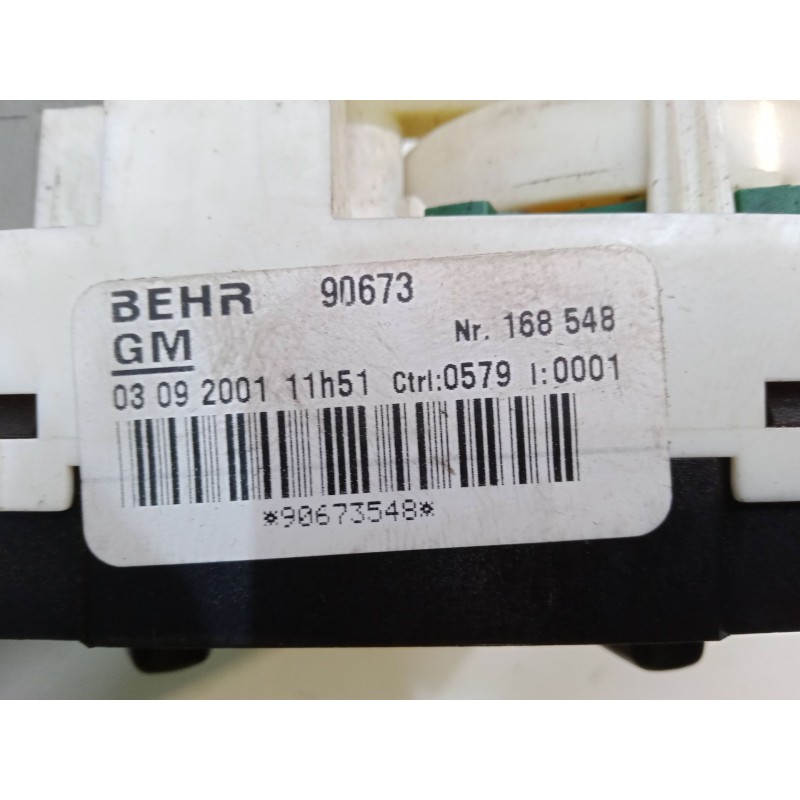 BEHR 90673
GM Nr. 168 548
03 09 2001 11h51 Ctrl:0579 I:0001
*90673548*